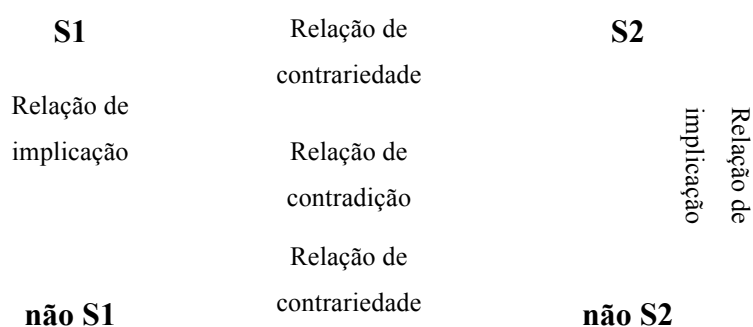 S1
Relação de
contrariedade
S2
Relação de
implicação
Relação de
contradição
Relação de
implicação
Relação de
contrariedade
não S1
não S2